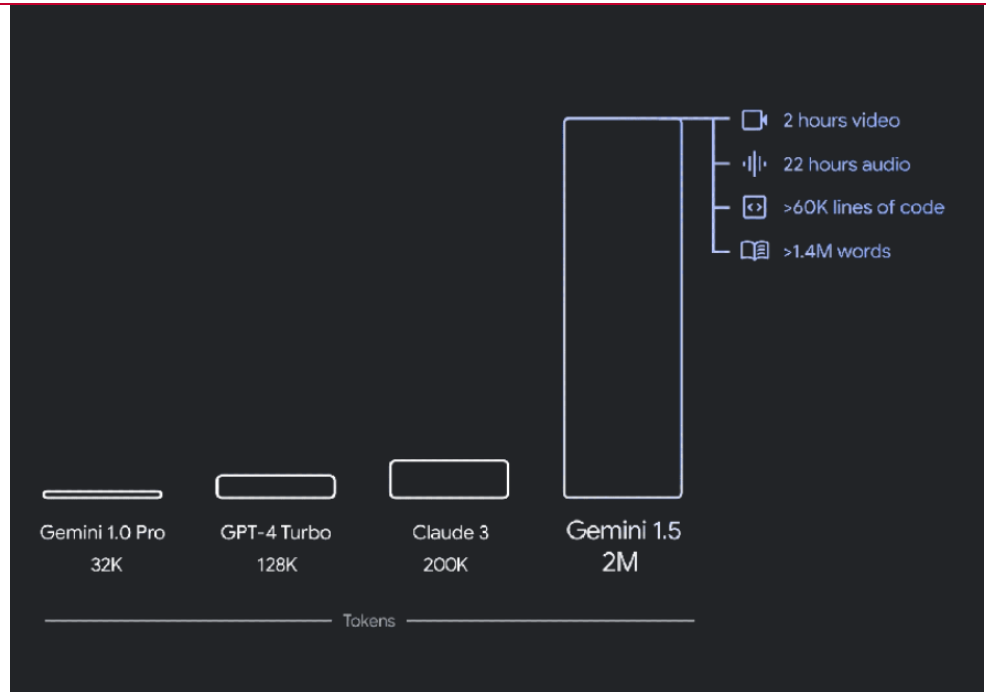 2 hours video
22 hours audio
>60K lines of code
>1.4M words
Gemini 1.0 Pro
32K
GPT-4 Turbo
128K
Claude 3
200K
Gemini 1.5
2M
Tokens